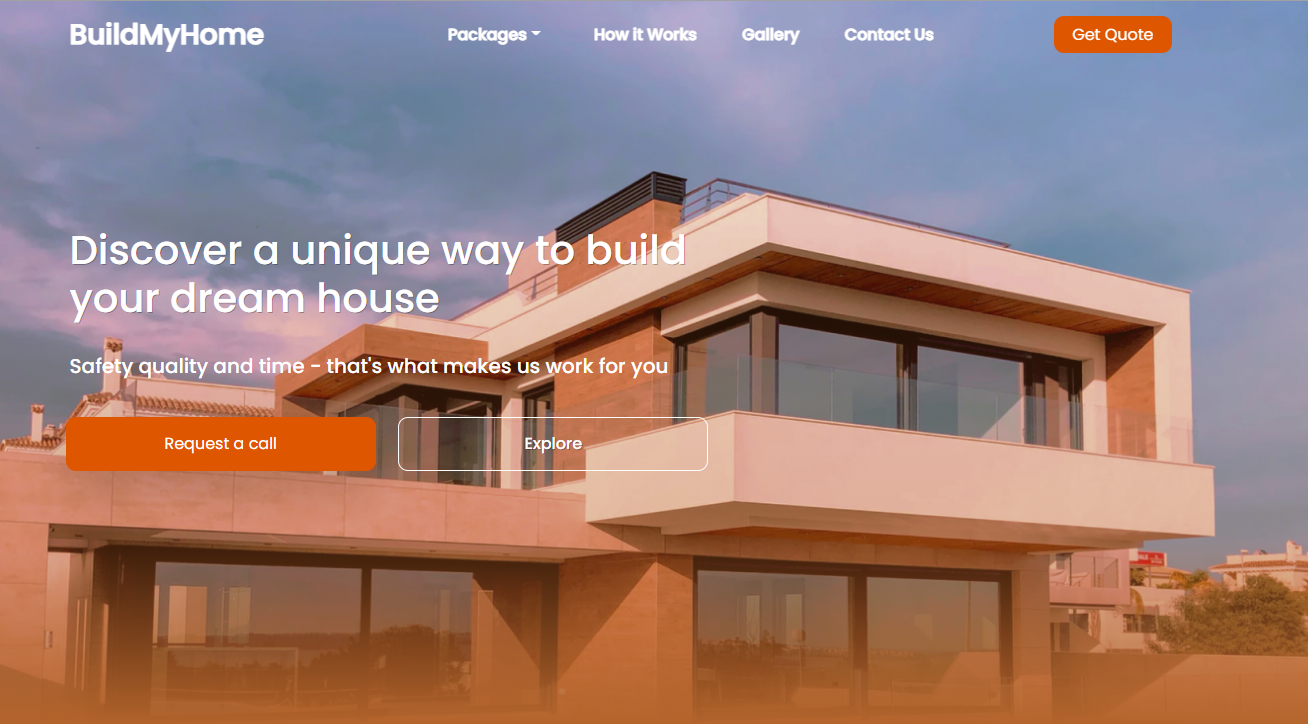 BuildMyHome
Packages
How it Works
Gallery
Contact Us
Get Quote
Discover a unique way to build
your dream house
Safety quality and time - that's what makes us work for you
Request a call
Explore